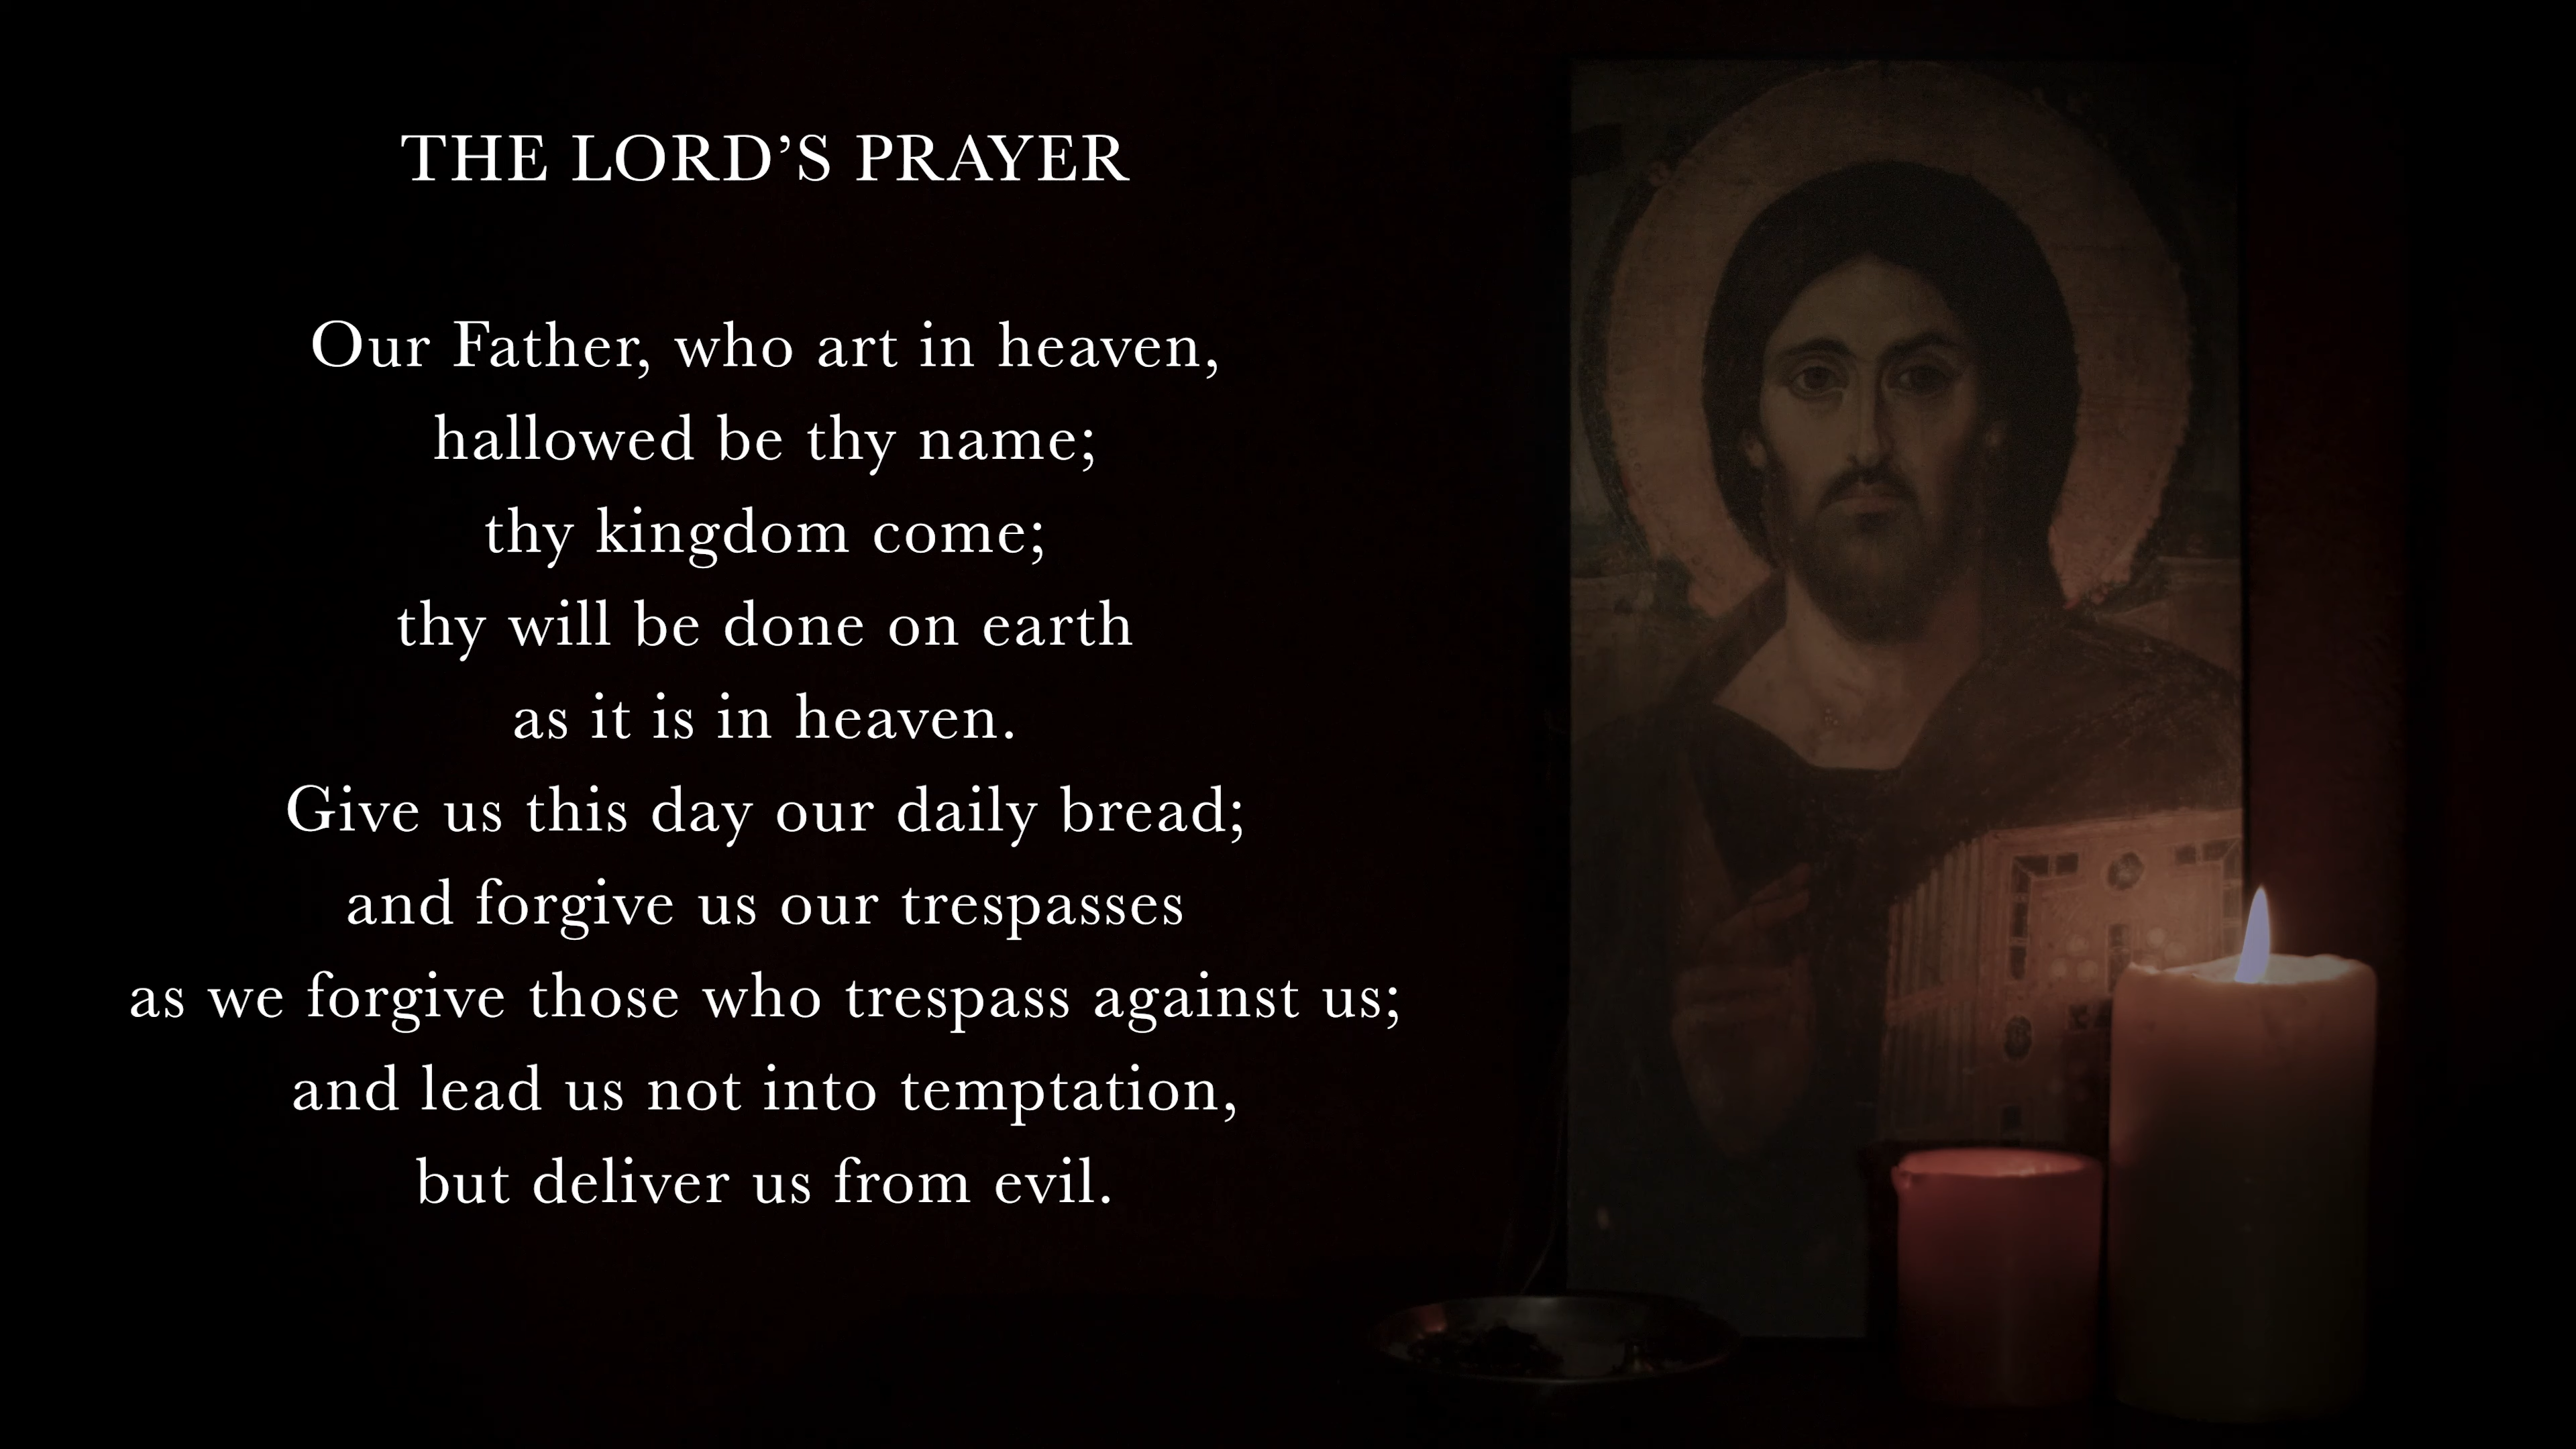 THE LORD’S PRAYER
Our Father, who art in heaven,
hallowed be thy name;
thy kingdom come;
thy will be done on earth
as it is in heaven.
Give us this day our daily bread;
and forgive us our trespasses
as we forgive those who trespass against us;
and lead us not into temptation,
but deliver us from evil.